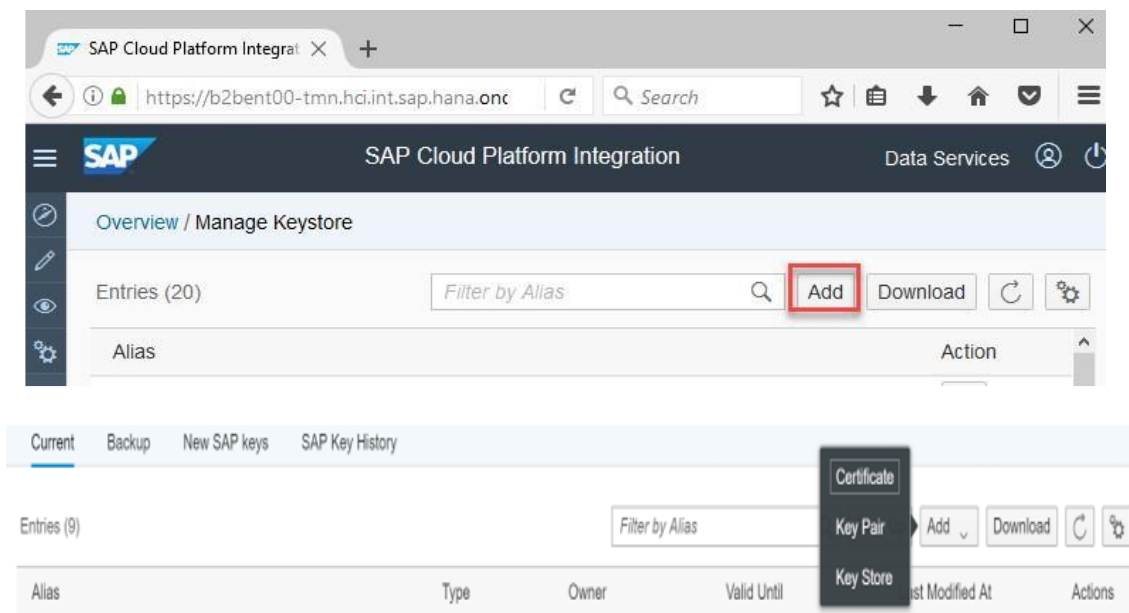 SAP SAP Cloud Platform Integrat × +
https://b2bent00-tmn.hci.int.sap.hana.onc Search
SAP SAP Cloud Platform Integration Data Services
Overview / Manage Keystore
Entries (20) Filter by Alias Add Download
Alias Action
Current Backup New SAP keys SAP Key History
Certificate
Entries (9) Filter by Alias Key Pair Add Download
Key Store
Alias Type Owner Valid Until Modified At Actions